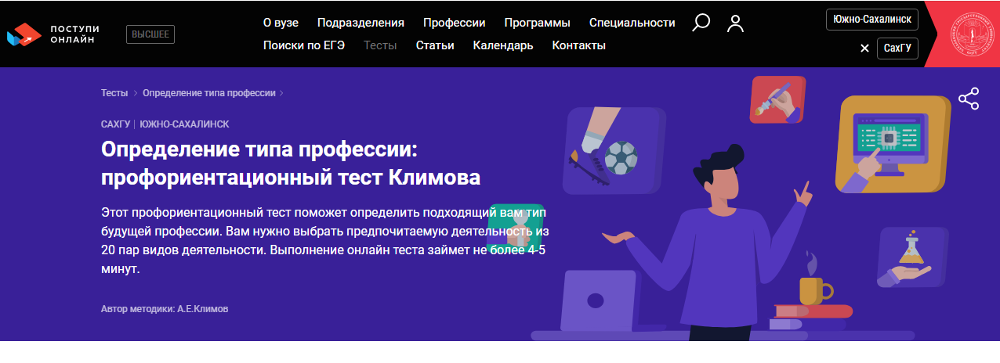 ПОСТУПИ
ОНЛАЙН
ВЫСШЕЕ
О вузе Подразделения Профессии Программы Специальности
Поиски по ЕГЭ Тесты Статьи Календарь Контакты
Южно-Сахалинск
СахГУ
Тесты Определение типа профессии
САХГУ | ЮЖНО-САХАЛИНСК
Определение типа профессии:
профориентационный тест Климова
Этот профориентационный тест поможет определить подходящий вам тип
будущей профессии. Вам нужно выбрать предпочитаемую деятельность из
20 пар видов деятельности. Выполнение онлайн теста займет не более 4-5
минут.
Автор методики: А.Е.Климов